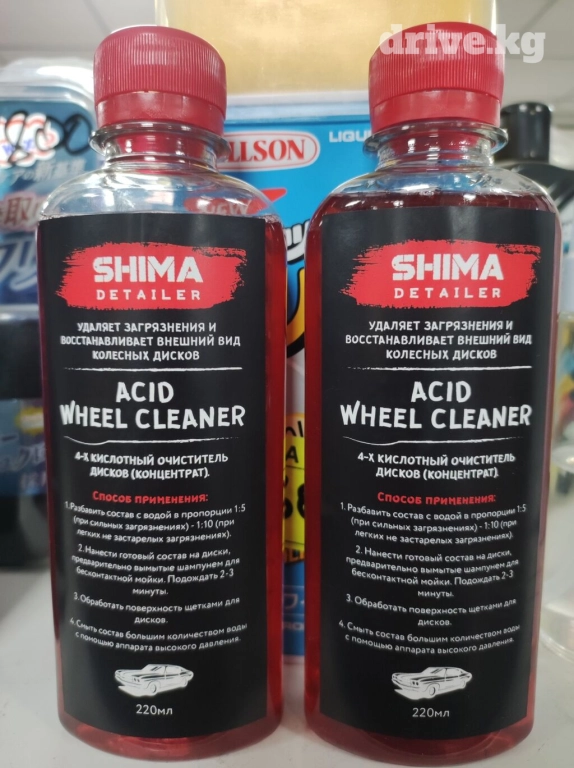 drive.kg
800
LLSON
LIQU
SHIMA
DETAILER
УДАЛЯЕТ ЗАГРЯЗНЕНИЯ И
ВОССТАНАВЛИВАЕТ ВНЕШНИЙ ВИД
КОЛЕСНЫХ ДИСКОВ
ACID
WHEEL CLEANER
4-Х КИСЛОТНЫЙ ОЧИСТИТЕЛЬ
ДИСКОВ (КОНЦЕНТРАТ).
Способ применения:
1.Разбавить состав с водой в пропорции 1:5
(при сильных загрязнениях) - 1:10 (при
легких не застарелых загрязнениях).
2. Нанести готовый состав на диски,
предварительно вымытые шампунем для
бесконтактной мойки. Подождать 2-3
минуты.
3. Обработать поверхность щетками для
дисков.
4. Смыть состав большим количеством воды
с помощью аппарата высокого давления.
220мл
SHIMA
DETAILER
УДАЛЯЕТ ЗАГРЯЗНЕНИЯ И
ВОССТАНАВЛИВАЕТ ВНЕШНИЙ ВИД
КОЛЕСНЫХ ДИСКОВ
ACID
WHEEL CLEANER
4-Х КИСЛОТНЫЙ ОЧИСТИТЕЛЬ
ДИСКОВ (КОНЦЕНТРАТ).
Способ применения:
1. Разбавить состав с водой в пропорции 1:5
(при сильных загрязнениях) - 1:10 (при
легких не застарелых загрязнениях).
2. Нанести готовый состав на диски,
предварительно вымытые шампунем для
бесконтактной мойки. Подождать 2-3
минуты.
3. Обработать поверхность щетками для
дисков.
4. Смыть состав большим количеством воды
с помощью аппарата высокого давления.
220мл